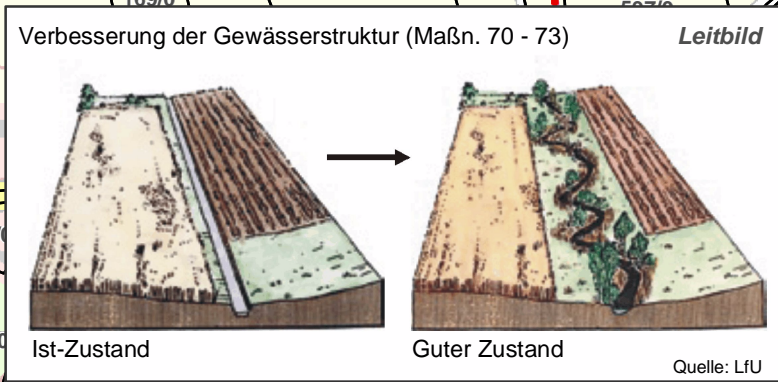 Verbesserung der Gewässerstruktur (Maßn. 70 - 73) Leitbild
Ist-Zustand
Guter Zustand
Quelle: LfU